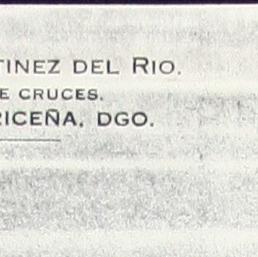 TINEZ DEL RIO.
E CRUCES.
RICEÑA, DGO.